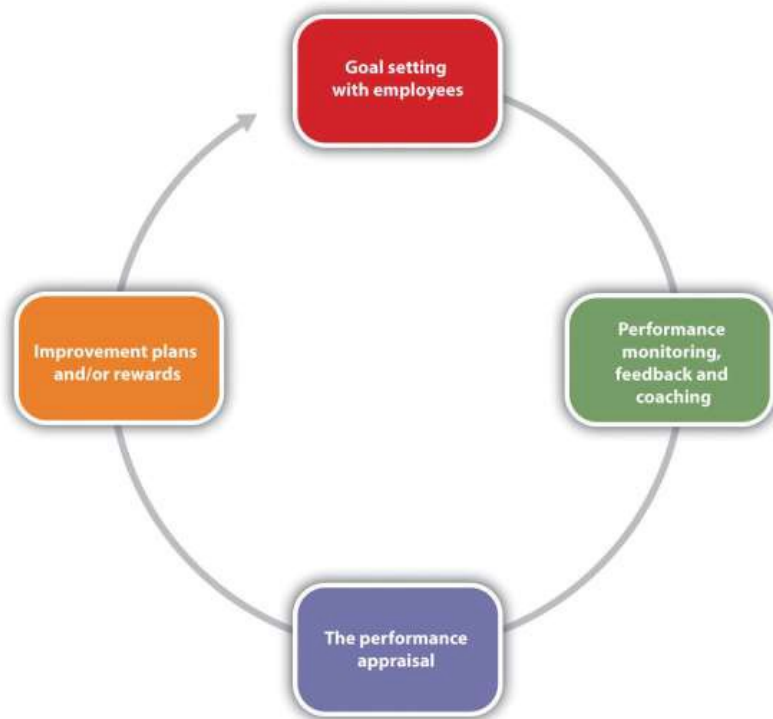 Goal setting
with employees
Performance
monitoring,
feedback and
coaching
The performance
appraisal
Improvement plans
and/or rewards